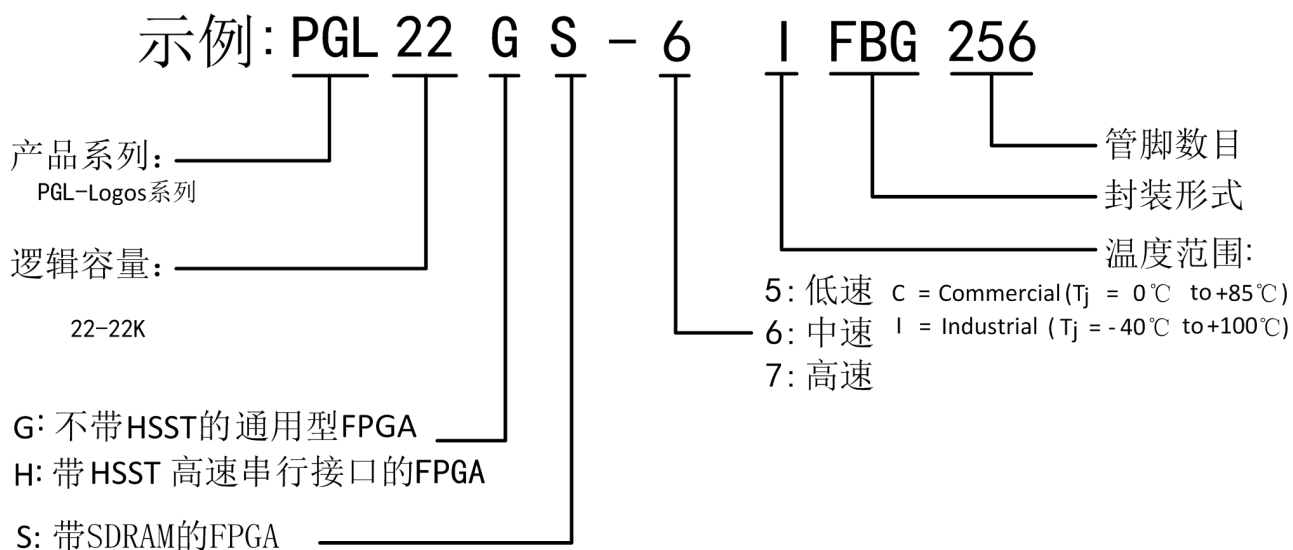 示例: PGL 22 G S - 6 I FBG 256
产品系列:
PGL-Logos系列
逻辑容量:
22-22K
G: 不带HSST的通用型FPGA
H: 带HSST 高速串行接口的FPGA
S: 带SDRAM的FPGA
管脚数目
封装形式
温度范围:
C = Commercial (Tj = 0℃ to +85℃)
I = Industrial (Tj = -40℃ to +100℃)
5: 低速
6: 中速
7: 高速